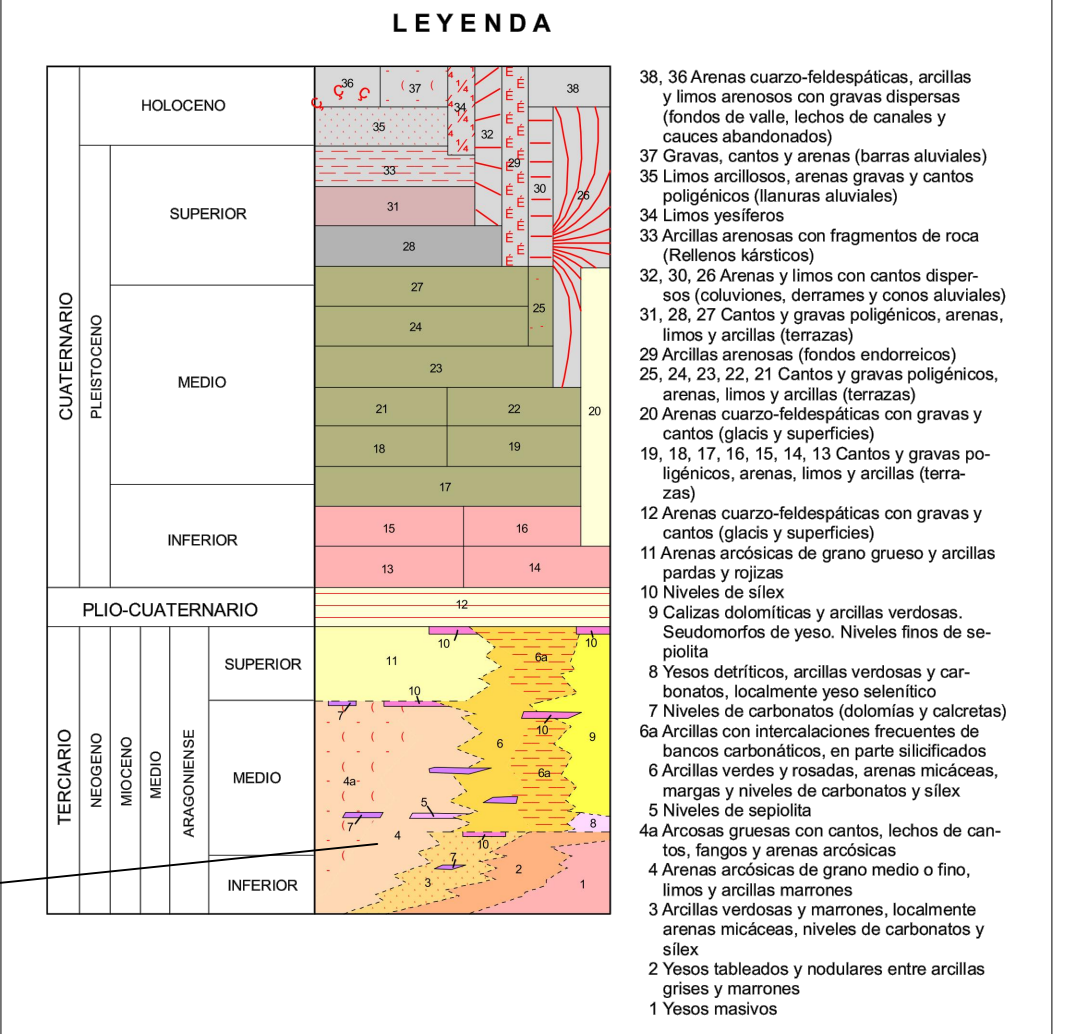 LEYENDA
CUATERNARIO
PLEISTOCENO
HOLOCENO
SUPERIOR
MEDIO
INFERIOR
PLIO-CUATERNARIO
TERCIARIO
NEOGENO
MIOCENO
MEDIO
ARAGONIENSE
SUPERIOR
MEDIO
INFERIOR
36
37
34
38
35
32
33
29
30
26
31
28
27
25
24
23
21
22
20
18
19
17
15
16
13
14
12
10
10
11
6a
10
7
10
6
9
4a
6a
5
7
4
8
10
7
3
2
1
38, 36 Arenas cuarzo-feldespáticas, arcillas
y limos arenosos con gravas dispersas
(fondos de valle, lechos de canales y
cauces abandonados)
37 Gravas, cantos y arenas (barras aluviales)
35 Limos arcillosos, arenas gravas y cantos
poligénicos (llanuras aluviales)
34 Limos yesíferos
33 Arcillas arenosas con fragmentos de roca
(Rellenos kársticos)
32, 30, 26 Arenas y limos con cantos disper-
sos (coluviones, derrames y conos aluviales)
31, 28, 27 Cantos y gravas poligénicos, arenas,
limos y arcillas (terrazas)
29 Arcillas arenosas (fondos endorreicos)
25, 24, 23, 22, 21 Cantos y gravas poligénicos,
arenas, limos y arcillas (terrazas)
20 Arenas cuarzo-feldespáticas con gravas y
cantos (glacis y superficies)
19, 18, 17, 16, 15, 14, 13 Cantos y gravas po-
ligénicos, arenas, limos y arcillas (terra-
zas)
12 Arenas cuarzo-feldespáticas con gravas y
cantos (glacis y superficies)
11 Arenas arcósicas de grano grueso y arcillas
pardas y rojizas
10 Niveles de sílex
9 Calizas dolomíticas y arcillas verdosas.
Seudomorfos de yeso. Niveles finos de se-
piolita
8 Yesos detríticos, arcillas verdosas y car-
bonatos, localmente yeso selenítico
7 Niveles de carbonatos (dolomías y calcretas)
6a Arcillas con intercalaciones frecuentes de
bancos carbonáticos, en parte silicificados
6 Arcillas verdes y rosadas, arenas micáceas,
margas y niveles de carbonatos y sílex
5 Niveles de sepiolita
4a Arcosas gruesas con cantos, lechos de can-
tos, fangos y arenas arcósicas
4 Arenas arcósicas de grano medio o fino,
limos y arcillas marrones
3 Arcillas verdosas y marrones, localmente
arenas micáceas, niveles de carbonatos y
sílex
2 Yesos tableados y nodulares entre arcillas
grises y marrones
1 Yesos masivos